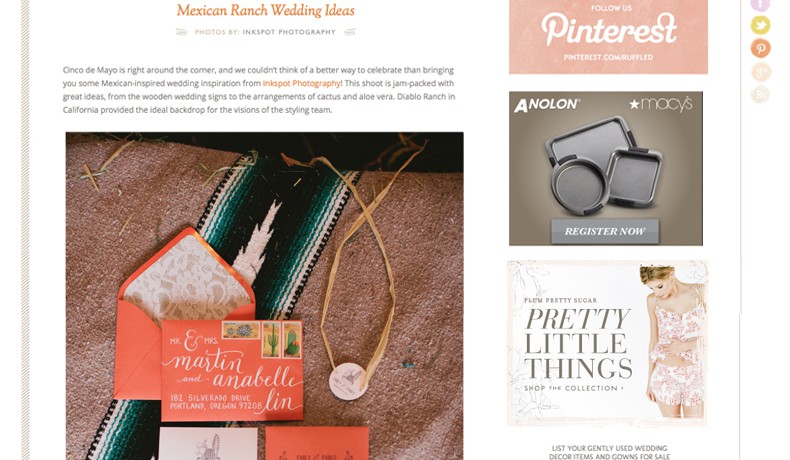 Mexican Ranch Wedding Ideas
PHOTOS BY: INKSPOT PHOTOGRAPHY
Cinco de Mayo is right around the corner, and we couldn't think of a better way to celebrate than bringing
you some Mexican-inspired wedding inspiration from Inkspot Photography! This shoot is jam-packed with
great ideas, from the wooden wedding signs to the arrangements of cactus and aloe vera. Diablo Ranch in
California provided the ideal backdrop for the visions of the styling team.
MR. & MRS.
martin
and anabelle
lin
182 SILVERADO DRIVE
PORTLAND, OREGON 97208
FOLLOW US
Pinterest
PINTEREST.COM/RUFFLED
ANOLON
macy's
REGISTER NOW
PLUM PRETTY SUGAR
PRETTY
LITTLE
THINGS
SHOP THE COLLECTION
LIST YOUR GENTLY USED WEDDING
DECOR ITEMS AND GOWNS FOR SALE